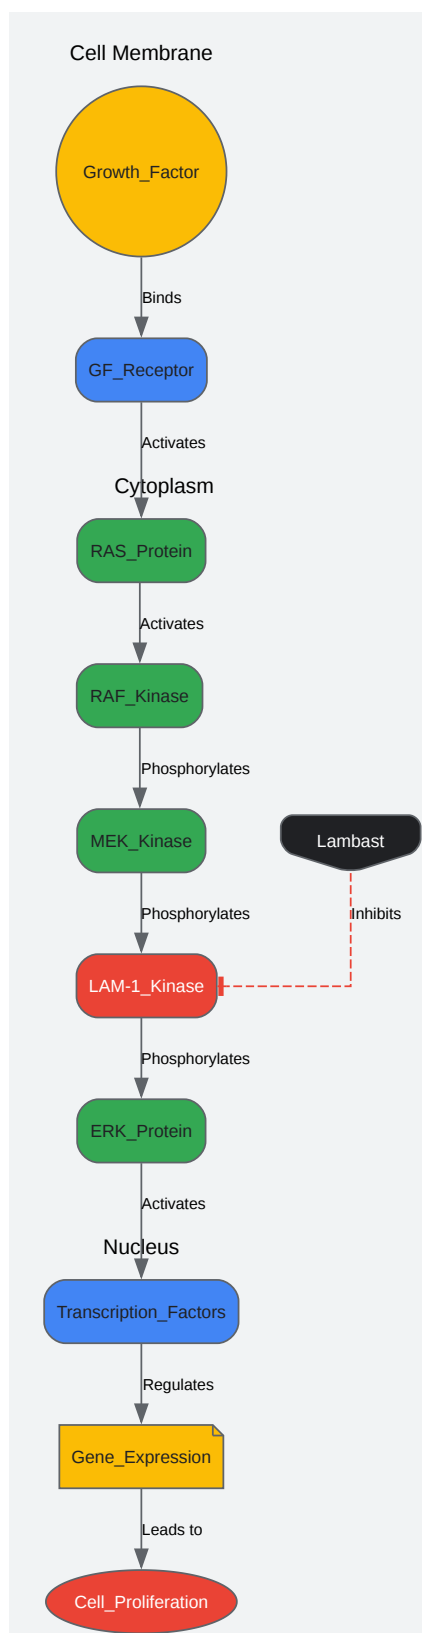 Cell Membrane
Growth_Factor
Binds
GF_Receptor
Activates
Cytoplasm
RAS_Protein
Activates
RAF_Kinase
Phosphorylates
MEK_Kinase
Lambast
Phosphorylates
Inhibits
LAM-1_Kinase
Phosphorylates
ERK_Protein
Activates
Nucleus
Transcription_Factors
Regulates
Gene_Expression
Leads to
Cell_Proliferation